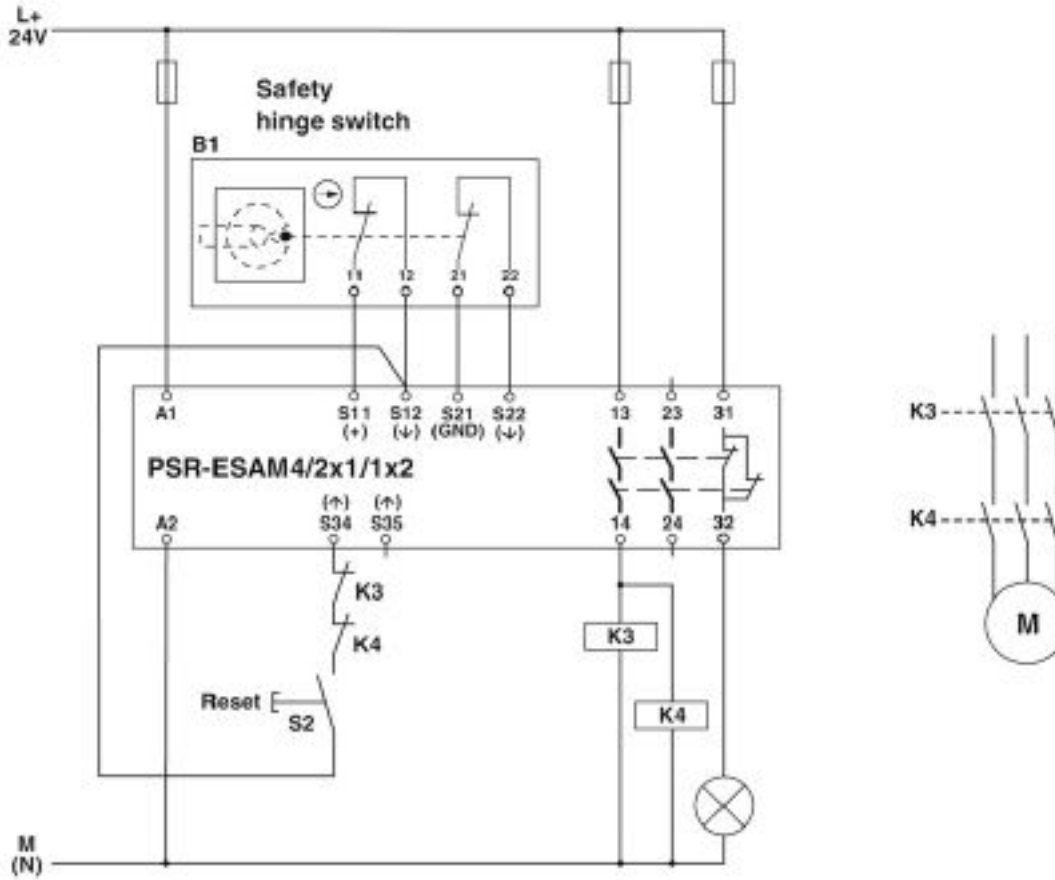 L+
24V
Safety
hinge switch
B1
11 12 21 22
A1 S11 S12 S21 S22 13 23 31
(+) (↓) (GND) (↓)
PSR-ESAM4/2x1/1x2
(↑) (↑)
A2 S34 S35 14 24 32
K3
K4
Reset
S2
K3
K4
M
(N)
K3
K4
M